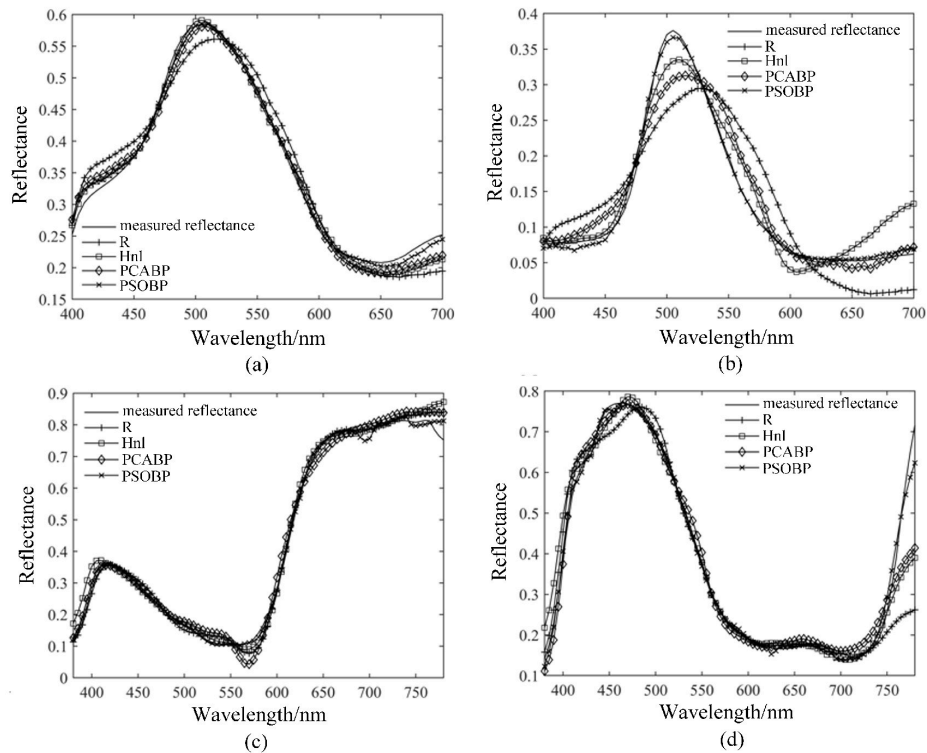 0.6
0.55
0.5
0.45
0.4
0.35
0.3
0.25
0.2
0.15
Reflectance
measured reflectance
R
Hnl
PCABP
PSOBP
400 450 500 550 600 650 700
Wavelength/nm
(a)
0.4
0.35
0.3
0.25
0.2
0.15
0.1
0.05
0
Reflectance
measured reflectance
R
Hnl
PCABP
PSOBP
400 450 500 550 600 650 700
Wavelength/nm
(b)
0.9
0.8
0.7
0.6
0.5
0.4
0.3
0.2
0.1
0
Reflectance
measured reflectance
R
Hnl
PCABP
PSOBP
400 450 500 550 600 650 700 750
Wavelength/nm
(c)
0.8
0.7
0.6
0.5
0.4
0.3
0.2
0.1
Reflectance
measured reflectance
R
Hnl
PCABP
PSOBP
400 450 500 550 600 650 700 750
Wavelength/nm
(d)